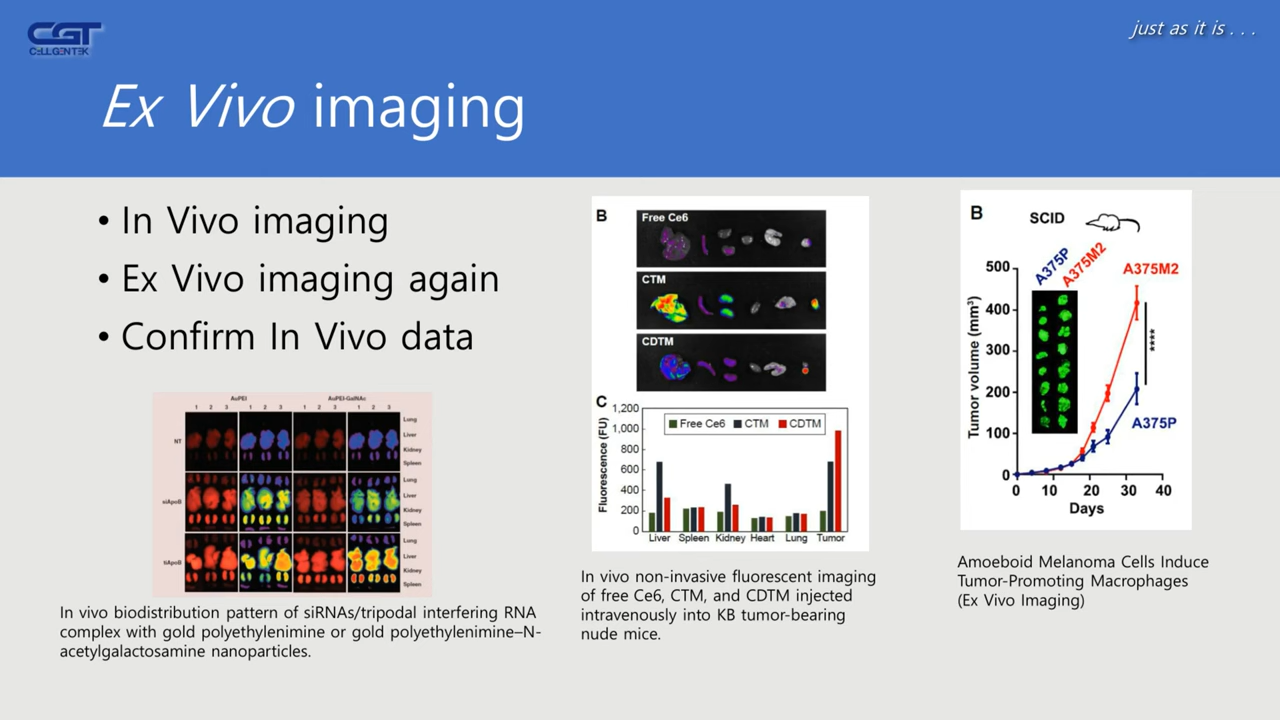 CGT
CELLGENTEK
just as it is . . .
Ex Vivo imaging
• In Vivo imaging
• Ex Vivo imaging again
• Confirm In Vivo data
AuPEI
AuPEI-GalNAc
1 2 3 1 2 3 1 2 3 1 2 3
NT
Lung
Liver
Kidney
Spleen
siApoB
Lung
Liver
Kidney
Spleen
tiApoB
Lung
Liver
Kidney
Spleen
In vivo biodistribution pattern of siRNAs/tripodal interfering RNA
complex with gold polyethylenimine or gold polyethylenimine–N-
acetylgalactosamine nanoparticles.
B
Free Ce6
CTM
CDTM
C
1,200
1,000
800
600
400
200
0
Fluorescence (FU)
Free Ce6 CTM CDTM
Liver Spleen Kidney Heart Lung Tumor
In vivo non-invasive fluorescent imaging
of free Ce6, CTM, and CDTM injected
intravenously into KB tumor-bearing
nude mice.
B
SCID
A375P
A375M2
A375M2
500
400
300
200
100
0
Tumor volume (mm³)
****
A375P
0 10 20 30 40
Days
Amoeboid Melanoma Cells Induce
Tumor-Promoting Macrophages
(Ex Vivo Imaging)